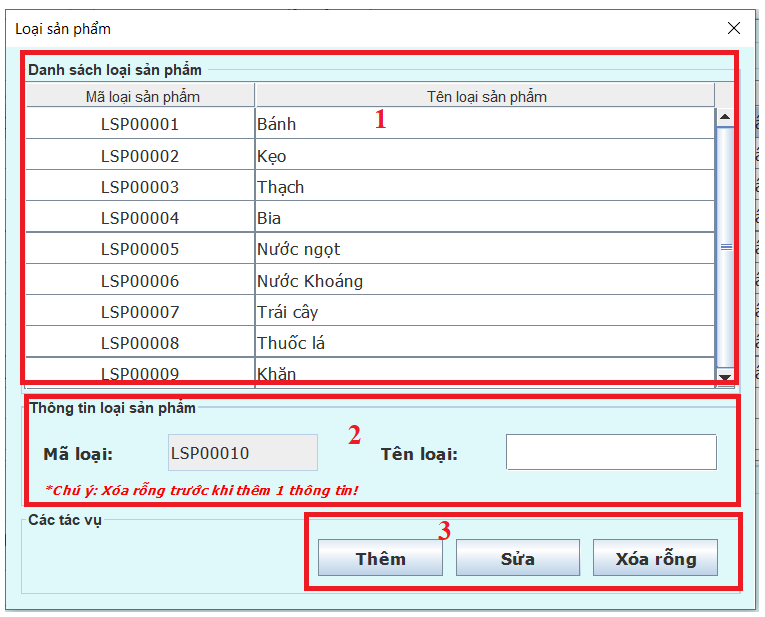 Loại sản phẩm
Danh sách loại sản phẩm
Mã loại sản phẩm Tên loại sản phẩm
1
LSP00001 Bánh
LSP00002 Kẹo
LSP00003 Thạch
LSP00004 Bia
LSP00005 Nước ngọt
LSP00006 Nước Khoáng
LSP00007 Trái cây
LSP00008 Thuốc lá
LSP00009 Khăn
Thông tin loại sản phẩm
2
Mã loại: LSP00010 Tên loại:
*Chú ý: Xóa rỗng trước khi thêm 1 thông tin!
Các tác vụ
3
Thêm Sửa Xóa rỗng